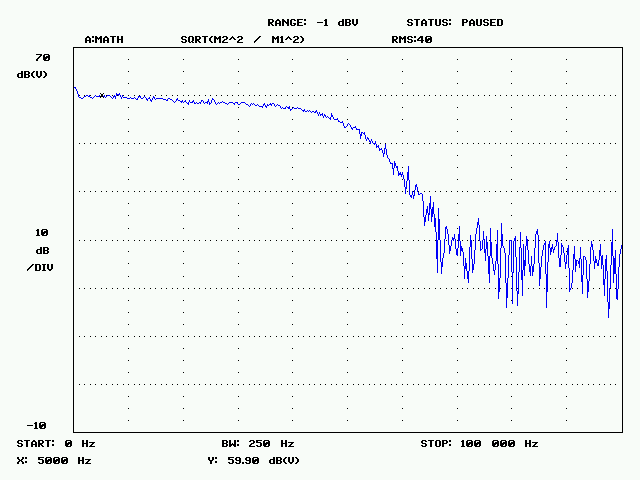 RANGE: -1 dBV STATUS: PAUSED
A:MATH SQRT(M2^2 / M1^2) RMS:40
70
dB(V)
10
dB
/DIV
-10
START: 0 Hz BW: 250 Hz STOP: 100 000 Hz
X: 5000 Hz Y: 59.90 dB(V)